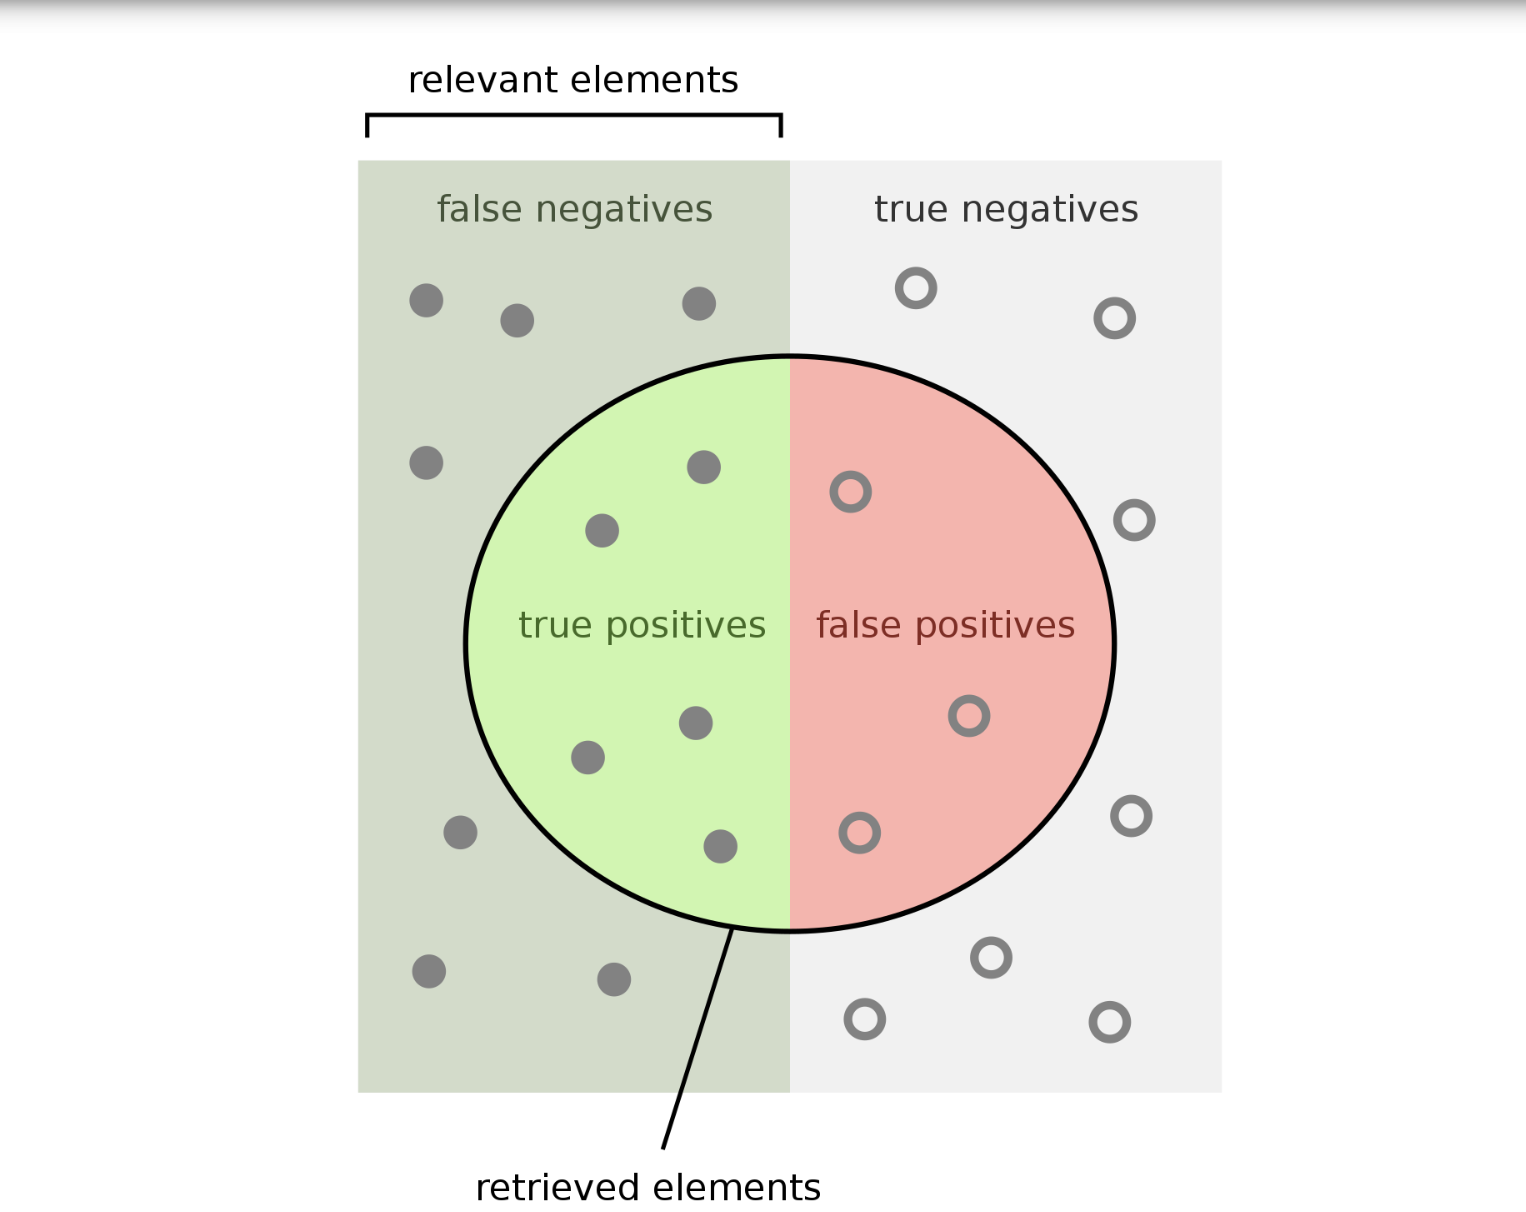 relevant elements
false negatives
true negatives
true positives
false positives
retrieved elements